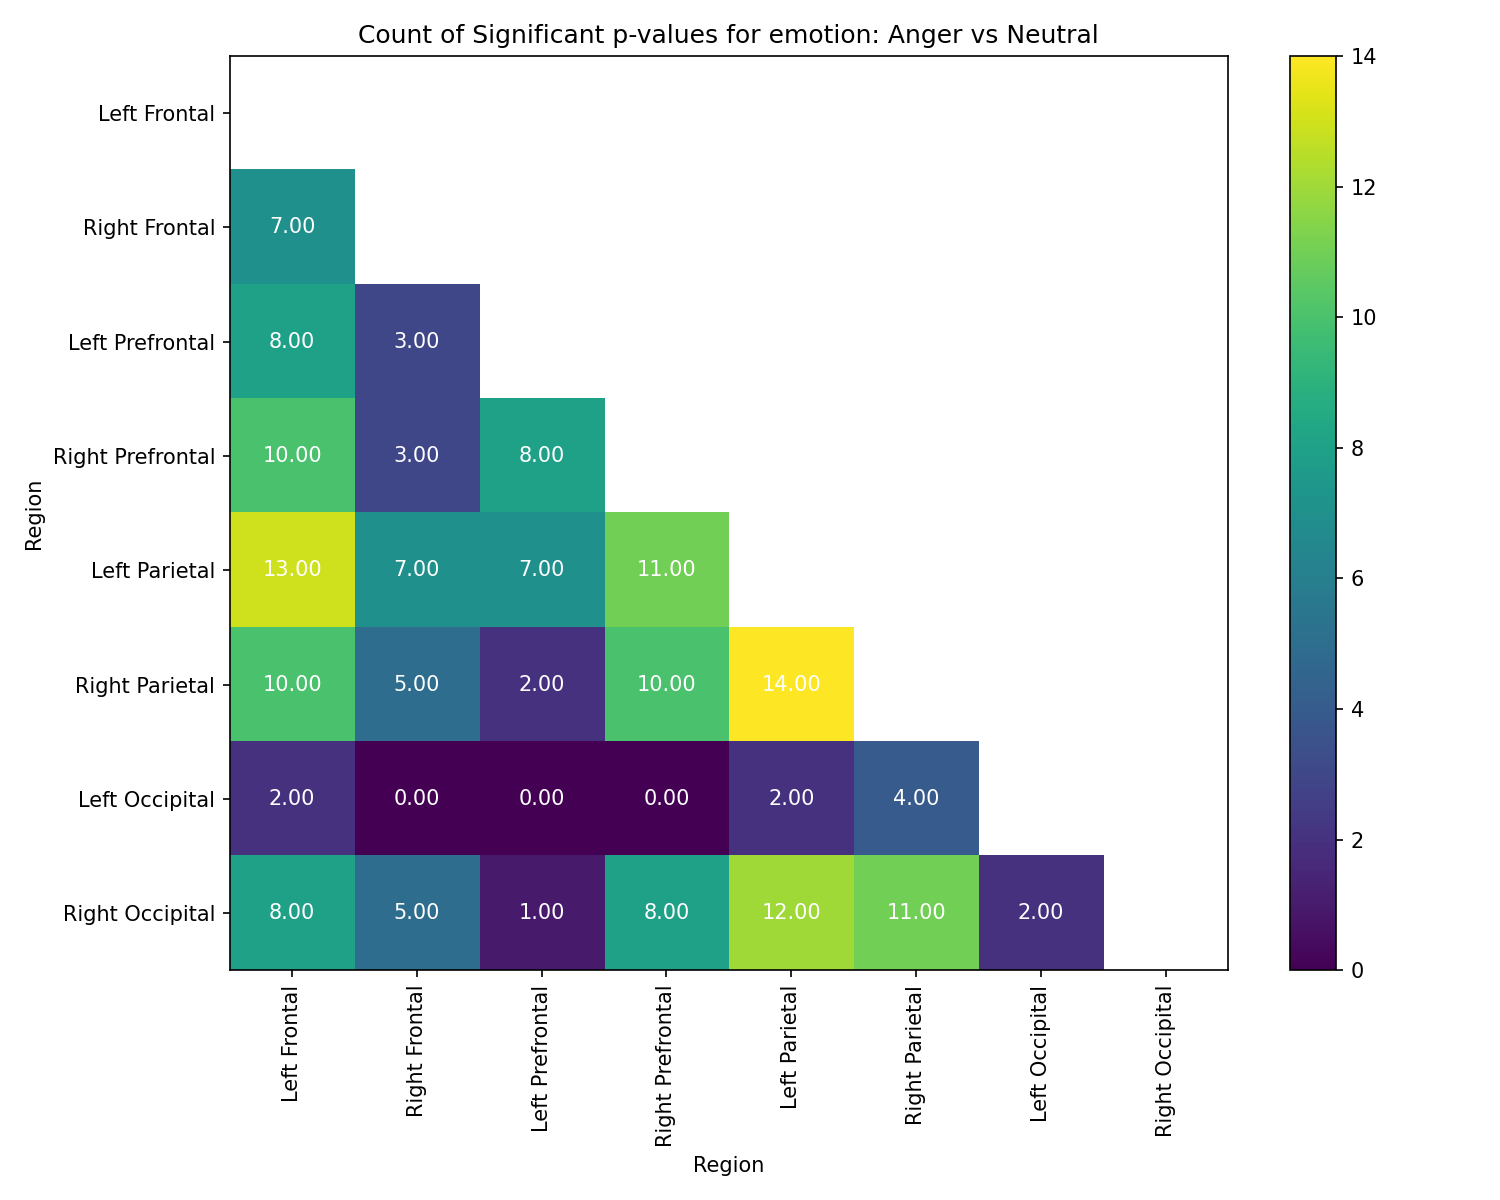 Count of Significant p-values for emotion: Anger vs Neutral
Left Frontal
Right Frontal 7.00
Left Prefrontal 8.00 3.00
Right Prefrontal 10.00 3.00 8.00
Left Parietal 13.00 7.00 7.00 11.00
Right Parietal 10.00 5.00 2.00 10.00 14.00
Left Occipital 2.00 0.00 0.00 0.00 2.00 4.00
Right Occipital 8.00 5.00 1.00 8.00 12.00 11.00 2.00
Region
Left Frontal
Right Frontal
Left Prefrontal
Right Prefrontal
Left Parietal
Right Parietal
Left Occipital
Right Occipital
Region
14
12
10
8
6
4
2
0